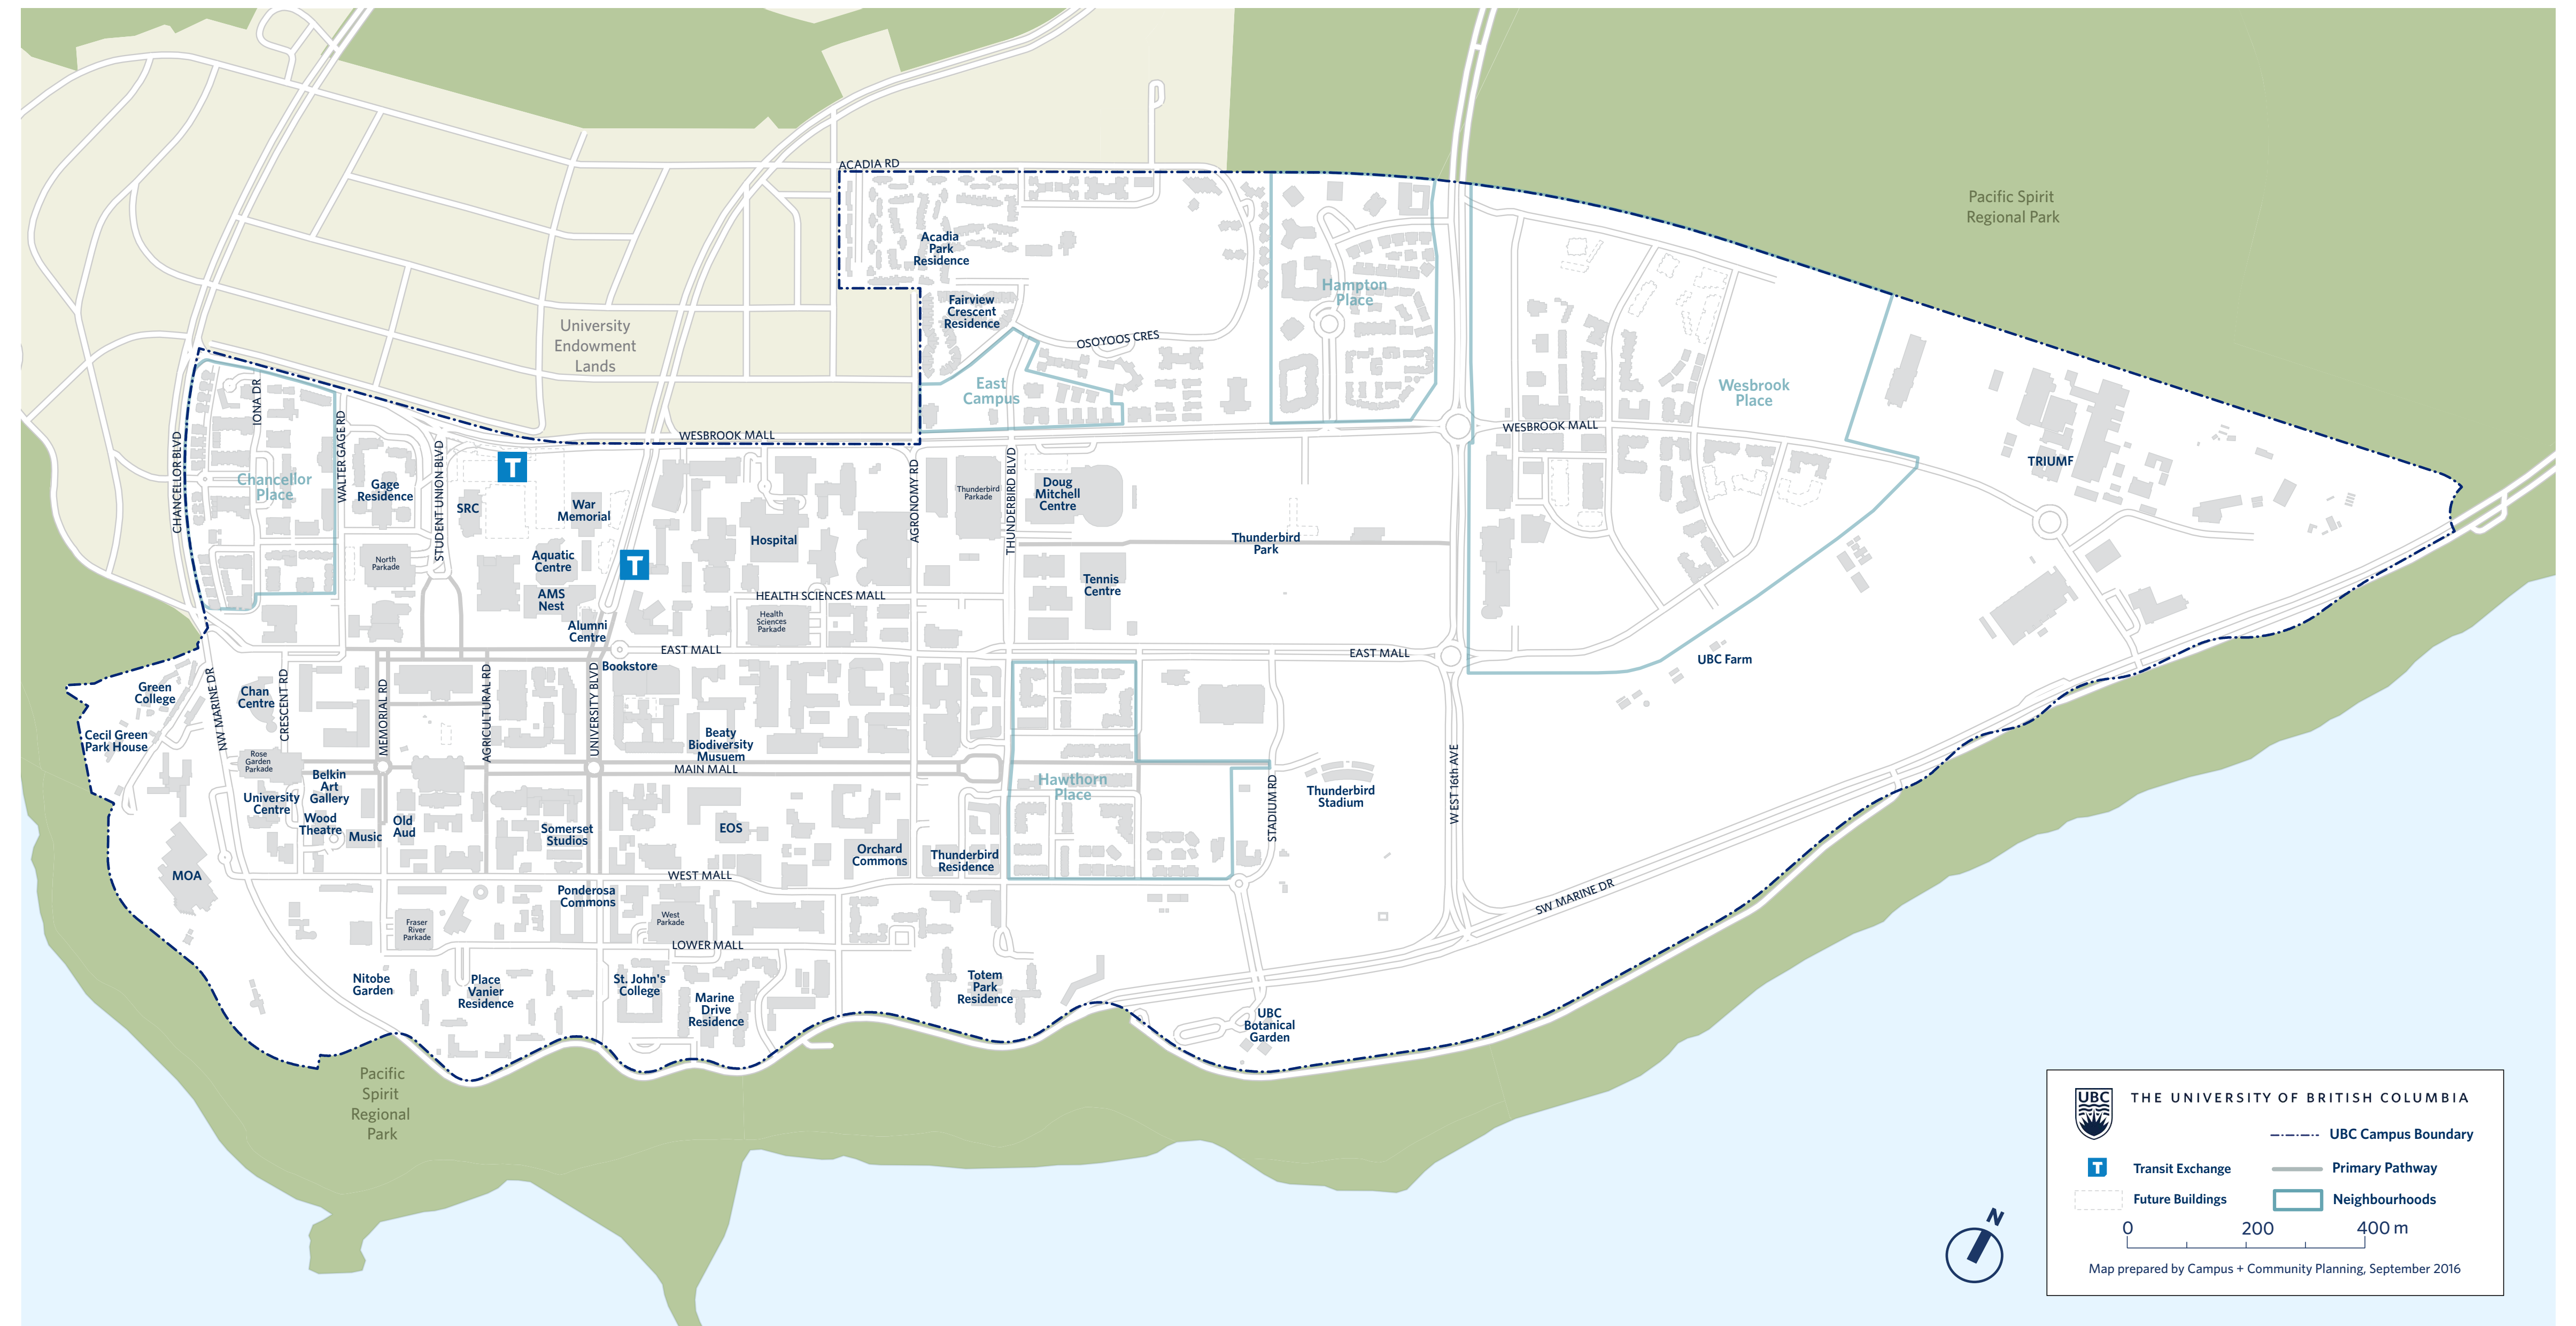 ACADIA RD
Pacific Spirit
Regional Park
Acadia
Park
Residence
Hampton
Place
Fairview
Crescent
Residence
University
Endowment
Lands
OSOYOOS CRES
East
Campus
Wesbrook
Place
IONA DR
WESBROOK MALL
WESBROOK MALL
CHANCELLOR BLVD
Chancellor
Place
WALTER GAGE RD
Gage
Residence
STUDENT UNION BLVD
SRC
T
War
Memorial
Hospital
AGRONOMY RD
Thunderbird
Parkade
THUNDERBIRD BLVD
Doug
Mitchell
Centre
TRIUMF
North
Parkade
Aquatic
Centre
T
Thunderbird
Park
Tennis
Centre
AMS
Nest
HEALTH SCIENCES MALL
Health
Sciences
Parkade
Alumni
Centre
EAST MALL
EAST MALL
UBC Farm
Bookstore
Green
College
NW MARINE DR
Chan
Centre
CRESCENT RD
MEMORIAL RD
AGRICULTURAL RD
UNIVERSITY BLVD
Cecil Green
Park House
Rose
Garden
Parkade
Beaty
Biodiversity
Musuem
MAIN MALL
Hawthorn
Place
STADIUM RD
Thunderbird
Stadium
WEST 16th AVE
Belkin
Art
Gallery
University
Centre
Wood
Theatre
Music
Old
Aud
Somerset
Studios
EOS
Orchard
Commons
Thunderbird
Residence
MOA
WEST MALL
Ponderosa
Commons
SW MARINE DR
Fraser
River
Parkade
West
Parkade
LOWER MALL
Nitobe
Garden
Place
Vanier
Residence
St. John's
College
Marine
Drive
Residence
Totem
Park
Residence
UBC
Botanical
Garden
Pacific
Spirit
Regional
Park
UBC
THE UNIVERSITY OF BRITISH COLUMBIA
UBC Campus Boundary
T Transit Exchange
Primary Pathway
Future Buildings
Neighbourhoods
N
0 200 400 m
Map prepared by Campus + Community Planning, September 2016